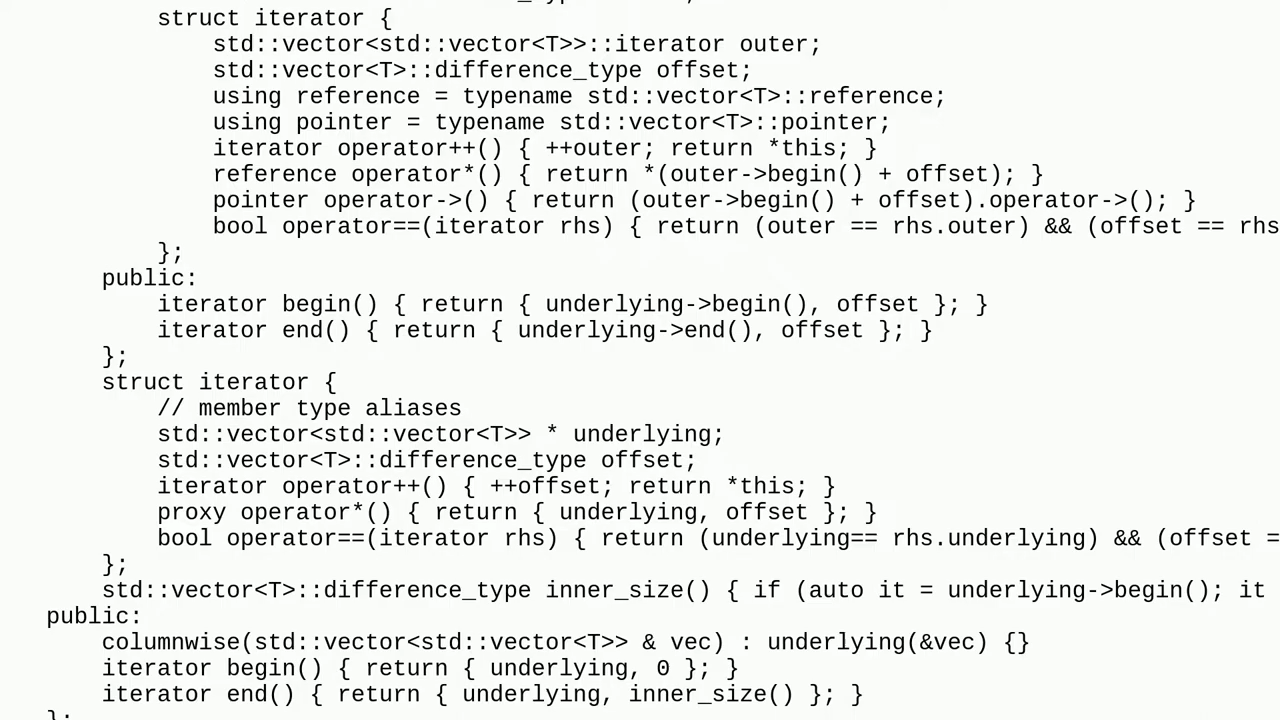 struct iterator {
std::vector<std::vector<T>>::iterator outer;
std::vector<T>::difference_type offset;
using reference = typename std::vector<T>::reference;
using pointer = typename std::vector<T>::pointer;
iterator operator++() { ++outer; return *this; }
reference operator*() { return *(outer->begin() + offset); }
pointer operator->() { return (outer->begin() + offset).operator->(); }
bool operator==(iterator rhs) { return (outer == rhs.outer) && (offset == rhs
};
public:
iterator begin() { return { underlying->begin(), offset }; }
iterator end() { return { underlying->end(), offset }; }
};
struct iterator {
// member type aliases
std::vector<std::vector<T>> * underlying;
std::vector<T>::difference_type offset;
iterator operator++() { ++offset; return *this; }
proxy operator*() { return { underlying, offset }; }
bool operator==(iterator rhs) { return (underlying== rhs.underlying) && (offset =
};
std::vector<T>::difference_type inner_size() { if (auto it = underlying->begin(); it
public:
columnwise(std::vector<std::vector<T>> & vec) : underlying(&vec) {}
iterator begin() { return { underlying, 0 }; }
iterator end() { return { underlying, inner_size() }; }
};